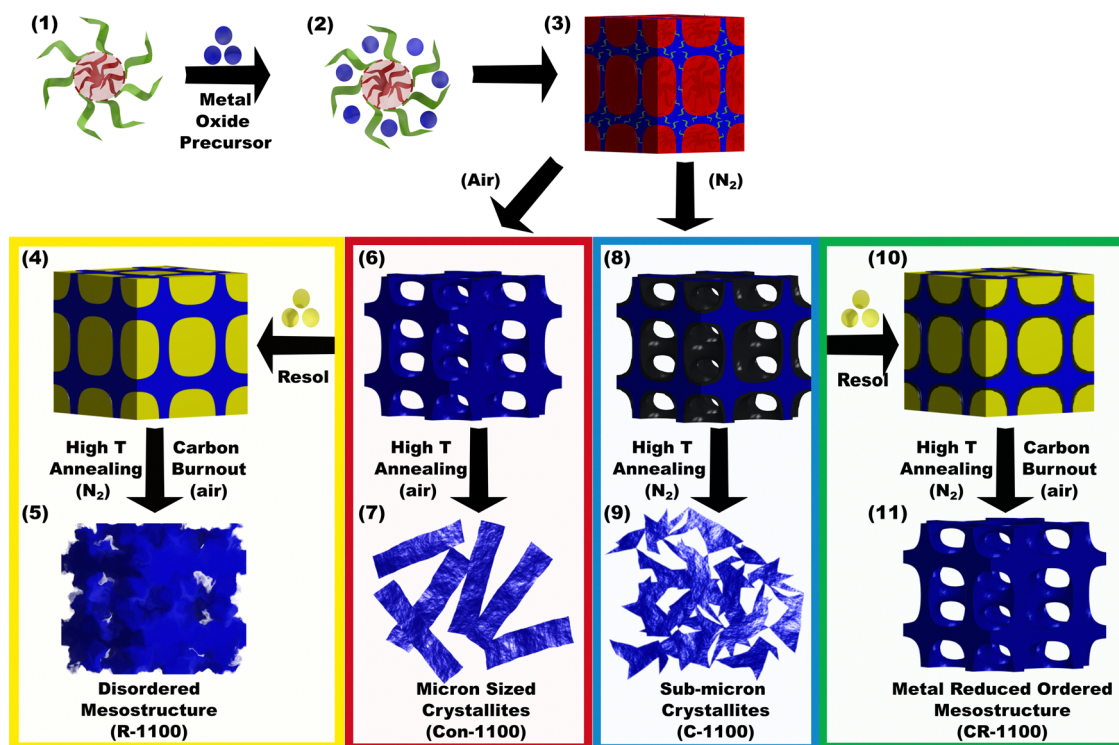 (1)
Metal
Oxide
Precursor
(2)
(3)
(Air)
(N₂)
(4)
Resol
High T
Annealing
(N₂)
Carbon
Burnout
(air)
(5)
Disordered
Mesostructure
(R-1100)
(6)
High T
Annealing
(air)
(7)
Micron Sized
Crystallites
(Con-1100)
(8)
High T
Annealing
(N₂)
(9)
Sub-micron
Crystallites
(C-1100)
(10)
Resol
High T
Annealing
(N₂)
Carbon
Burnout
(air)
(11)
Metal Reduced Ordered
Mesostructure
(CR-1100)